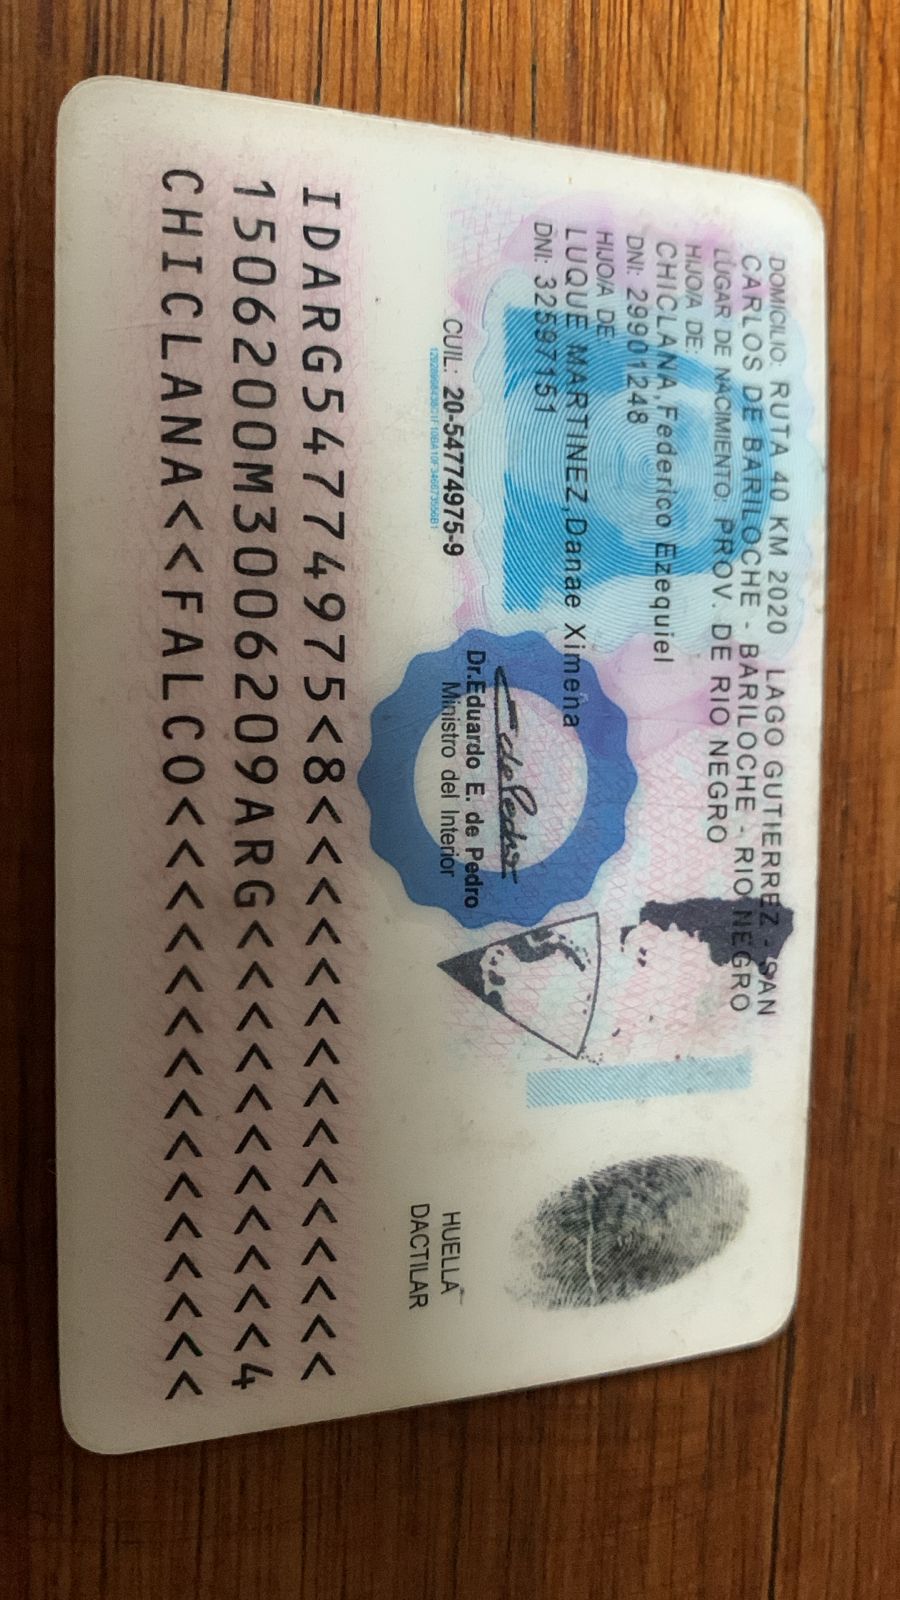 DOMICILIO: RUTA 40 KM 2020 LAGO GUTIERREZ - SAN
CARLOS DE BARILOCHE - BARILOCHE - RIO NEGRO
LUGAR DE NACIMIENTO: PROV. DE RIO NEGRO
HIJO/A DE:
CHICLANA,Federico Ezequiel
DNI: 29901248
HIJO/A DE:
LUQUE MARTINEZ,Danae Ximena
DNI: 32597151
CUIL: 20-54774975-9
Dr.Eduardo E. de Pedro
Ministro del Interior
HUELLA
DACTILAR
IDARG54774975<8<<<<<<<<<<<<<<<
1506200M3006209ARG<<<<<<<<<<<4
CHICLANA<<FALCO<<<<<<<<<<<<<<<